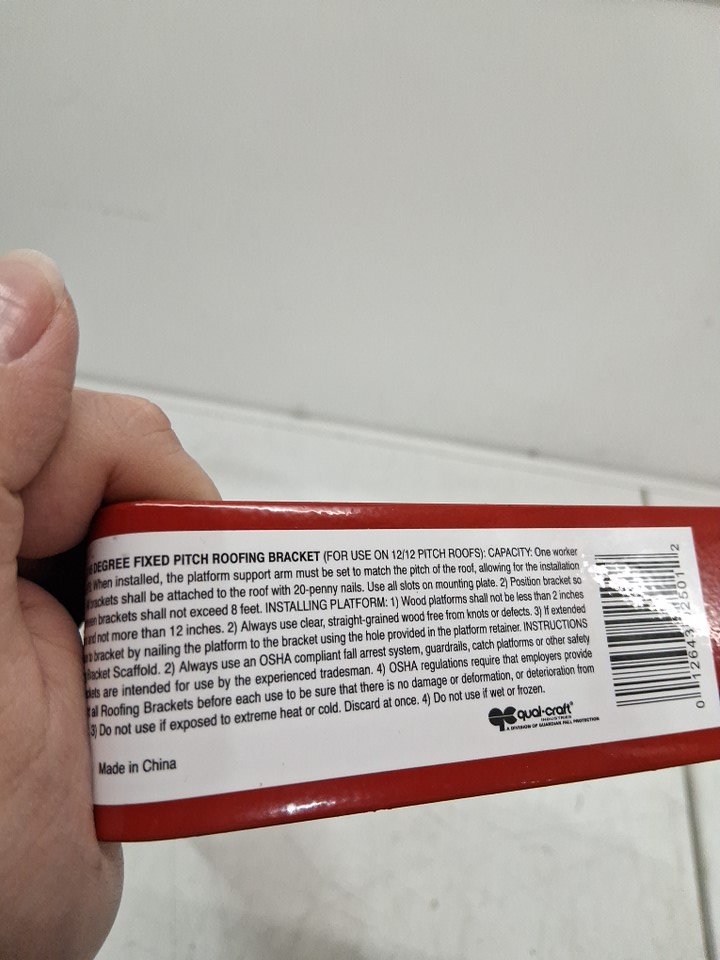 DEGREE FIXED PITCH ROOFING BRACKET (FOR USE ON 12/12 PITCH ROOFS): CAPACITY: One worker
When installed, the platform support arm must be set to match the pitch of the roof, allowing for the installation
brackets shall be attached to the roof with 20-penny nails. Use all slots on mounting plate. 2) Position bracket so
brackets shall not exceed 8 feet. INSTALLING PLATFORM: 1) Wood platforms shall not be less than 2 inches
and not more than 12 inches. 2) Always use clear, straight-grained wood free from knots or defects. 3) If extended
bracket by nailing the platform to the bracket using the hole provided in the platform retainer. INSTRUCTIONS
Bracket Scaffold. 2) Always use an OSHA compliant fall arrest system, guardrails, catch platforms or other safety
are intended for use by the experienced tradesman. 4) OSHA regulations require that employers provide
all Roofing Brackets before each use to be sure that there is no damage or deformation, or deterioration from
3) Do not use if exposed to extreme heat or cold. Discard at once. 4) Do not use if wet or frozen.
qual-craft®
INDUSTRIES
A DIVISION OF GUARDIAN FALL PROTECTION
Made in China
2